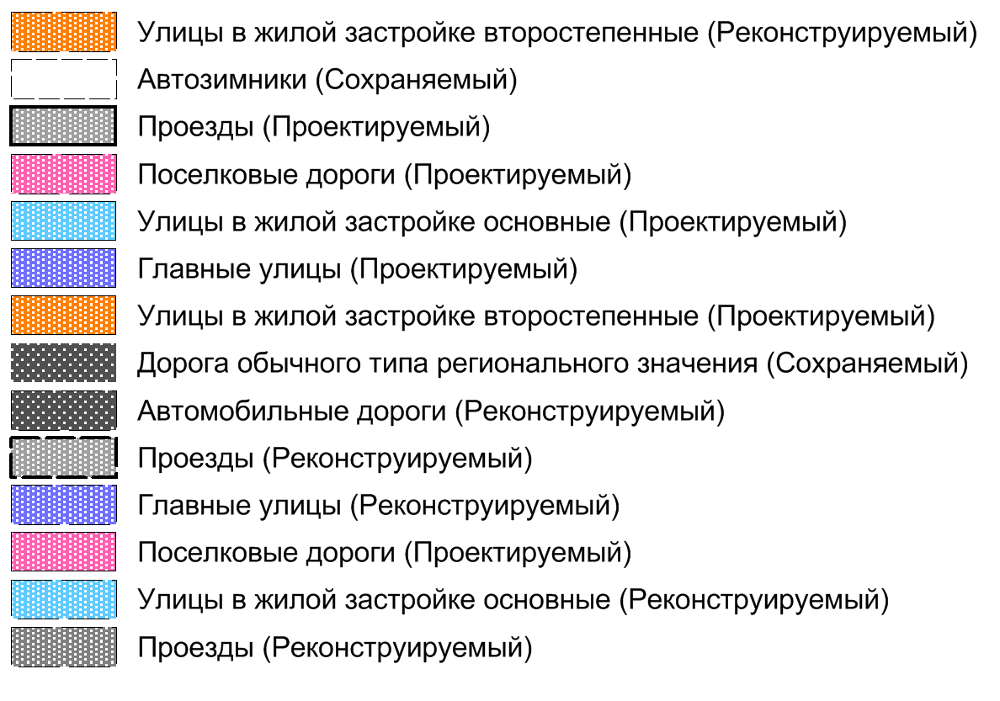 Улицы в жилой застройке второстепенные (Реконструируемый)
Автозимники (Сохраняемый)
Проезды (Проектируемый)
Поселковые дороги (Проектируемый)
Улицы в жилой застройке основные (Проектируемый)
Главные улицы (Проектируемый)
Улицы в жилой застройке второстепенные (Проектируемый)
Дорога обычного типа регионального значения (Сохраняемый)
Автомобильные дороги (Реконструируемый)
Проезды (Реконструируемый)
Главные улицы (Реконструируемый)
Поселковые дороги (Проектируемый)
Улицы в жилой застройке основные (Реконструируемый)
Проезды (Реконструируемый)